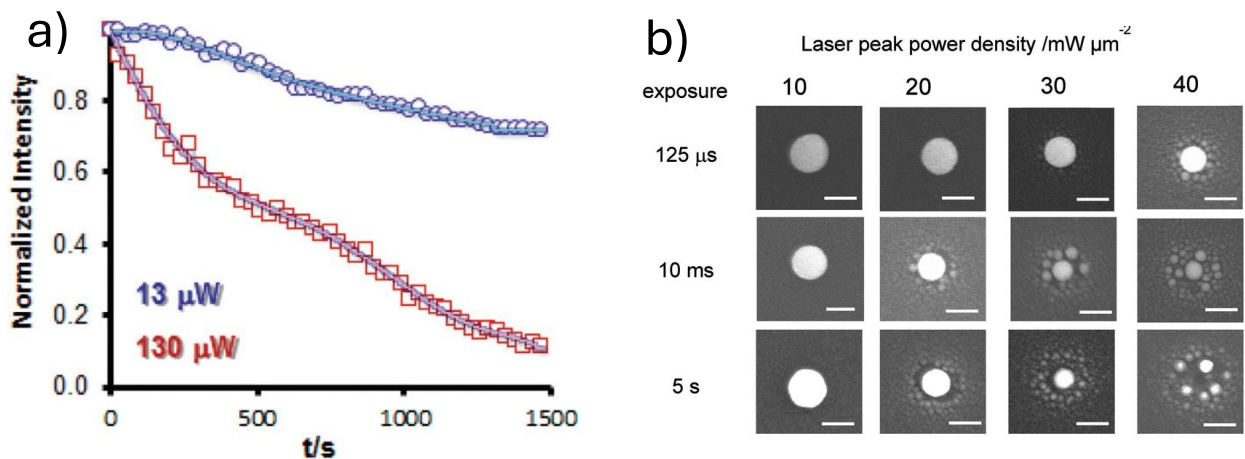 a)
Normalized Intensity
0.8
0.6
0.4
0.2
0.0
13 μW
130 μW
0 500 1000 1500
t/s
b)
Laser peak power density /mW μm-2
exposure 10 20 30 40
125 μs
10 ms
5 s